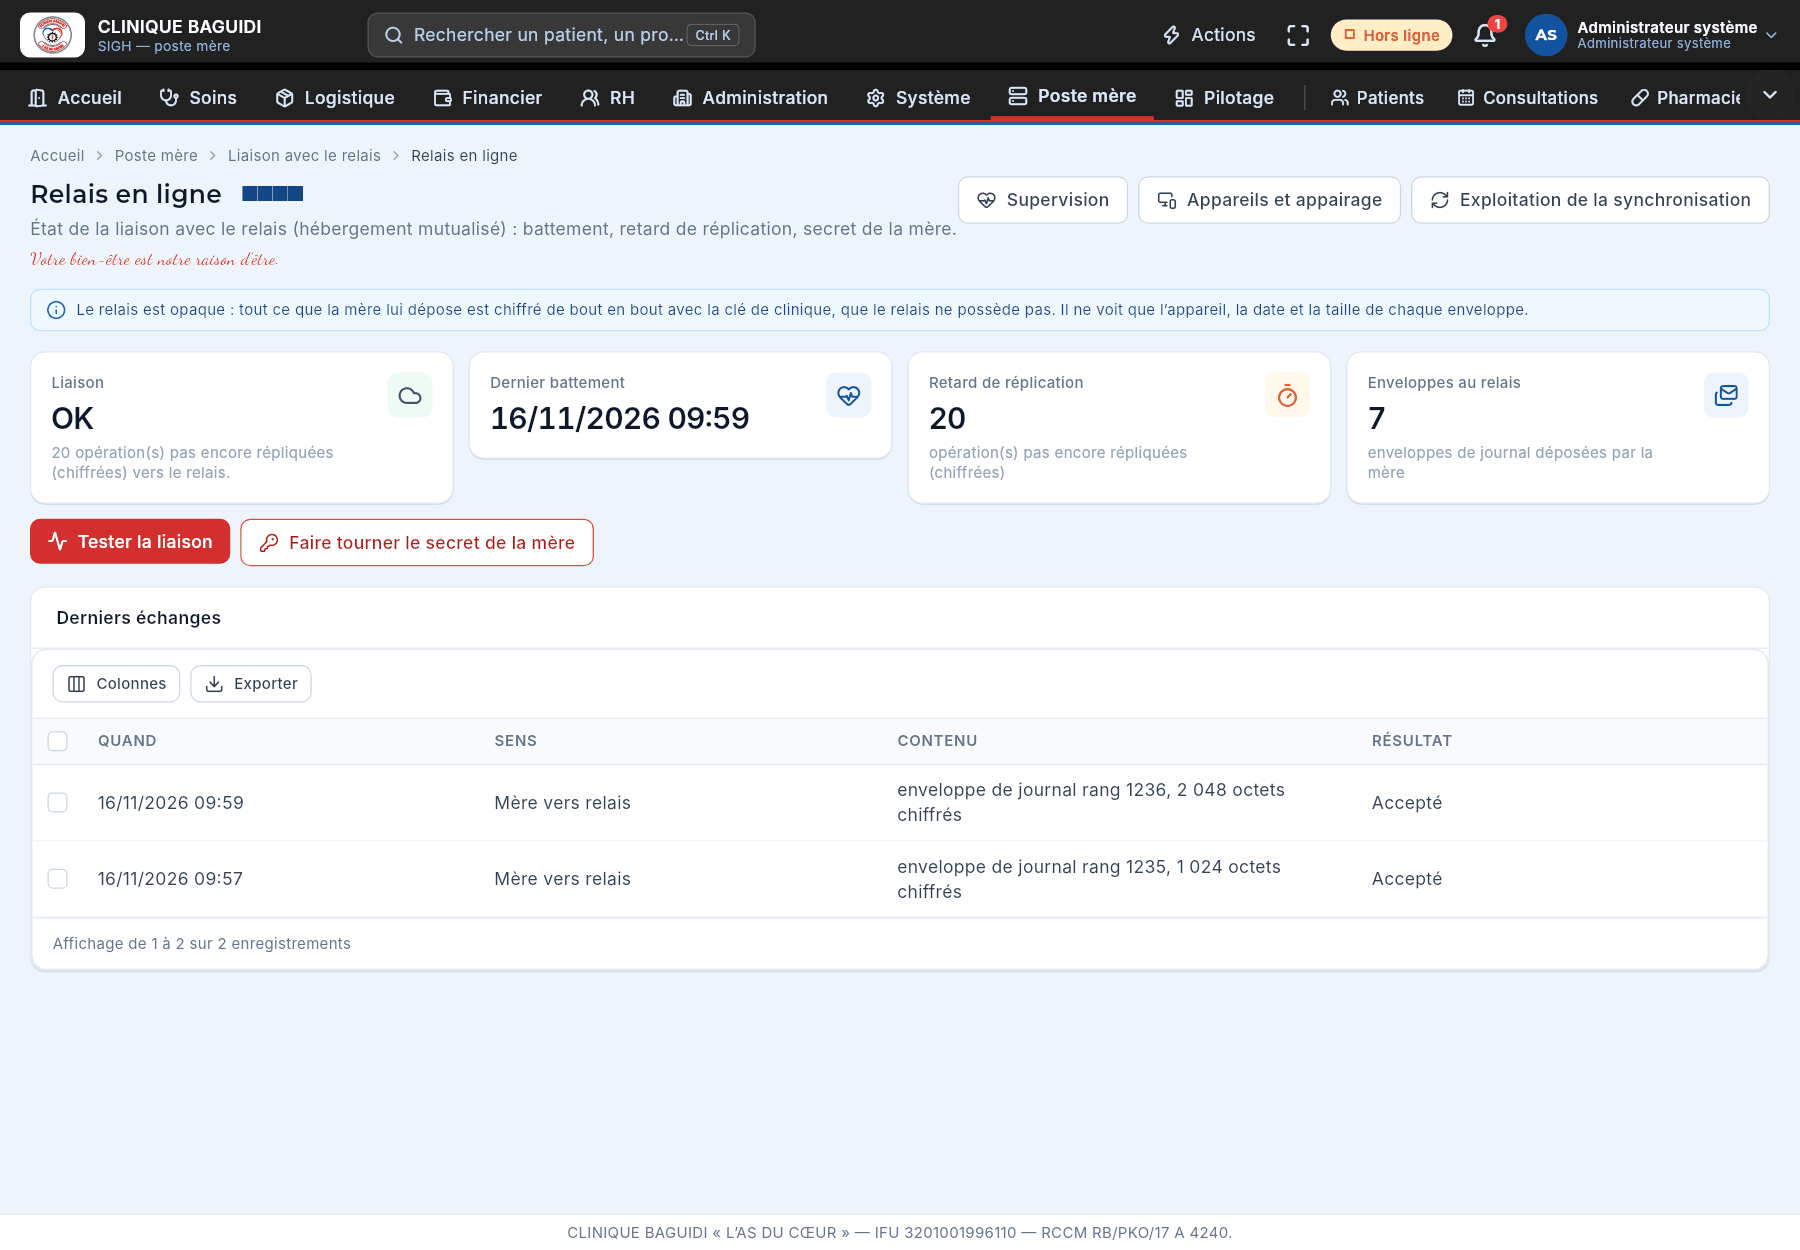 CLINIQUE BAGUIDI
SIGH — poste mère
Rechercher un patient, un pro... Ctrl K
Actions
Hors ligne
1
AS
Administrateur système
Administrateur système
Accueil Soins Logistique Financier RH Administration Système Poste mère Pilotage Patients Consultations Pharmacie
Accueil > Poste mère > Liaison avec le relais > Relais en ligne
Relais en ligne
État de la liaison avec le relais (hébergement mutualisé) : battement, retard de réplication, secret de la mère.
Votre bien-être est notre raison d'être.
Supervision
Appareils et appairage
Exploitation de la synchronisation
Le relais est opaque : tout ce que la mère lui dépose est chiffré de bout en bout avec la clé de clinique, que le relais ne possède pas. Il ne voit que l'appareil, la date et la taille de chaque enveloppe.
Liaison
OK
20 opération(s) pas encore répliquées
(chiffrées) vers le relais.
Dernier battement
16/11/2026 09:59
Retard de réplication
20
opération(s) pas encore répliquées
(chiffrées)
Enveloppes au relais
7
enveloppes de journal déposées par la
mère
Tester la liaison
Faire tourner le secret de la mère
Derniers échanges
Colonnes
Exporter
QUAND SENS CONTENU RÉSULTAT
16/11/2026 09:59 Mère vers relais enveloppe de journal rang 1236, 2 048 octets
chiffrés Accepté
16/11/2026 09:57 Mère vers relais enveloppe de journal rang 1235, 1 024 octets
chiffrés Accepté
Affichage de 1 à 2 sur 2 enregistrements
CLINIQUE BAGUIDI « L'AS DU CŒUR » — IFU 3201001996110 — RCCM RB/PKO/17 A 4240.